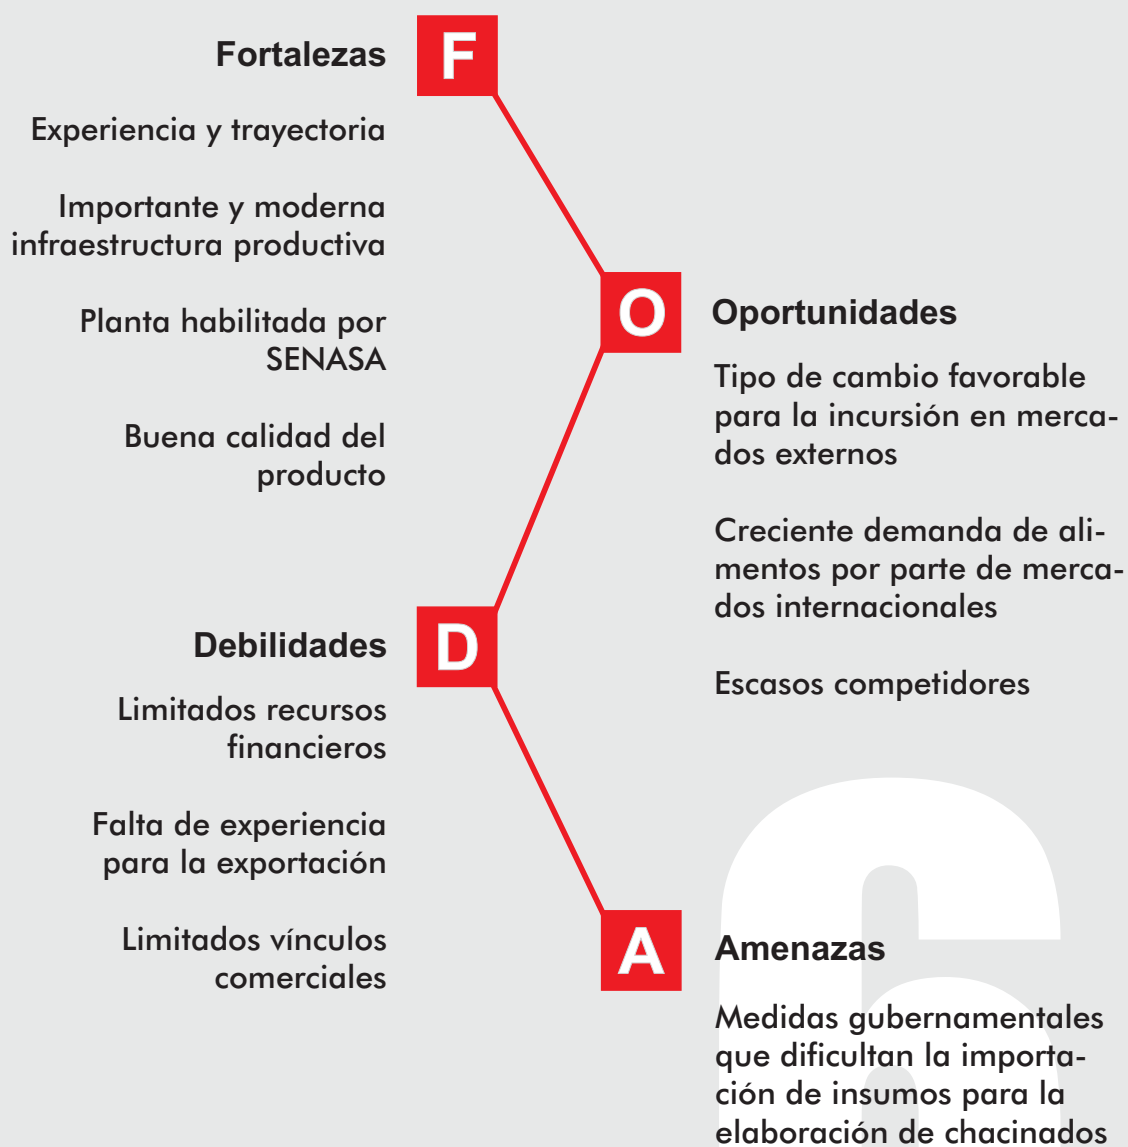 F
Fortalezas
Experiencia y trayectoria
Importante y moderna
infraestructura productiva
Planta habilitada por
SENASA
Buena calidad del
producto
O
Oportunidades
Tipo de cambio favorable
para la incursión en merca-
dos externos
Creciente demanda de ali-
mentos por parte de merca-
dos internacionales
Escasos competidores
D
Debilidades
Limitados recursos
financieros
Falta de experiencia
para la exportación
Limitados vínculos
comerciales
A
Amenazas
Medidas gubernamentales
que dificultan la importa-
ción de insumos para la
elaboración de chacinados
6